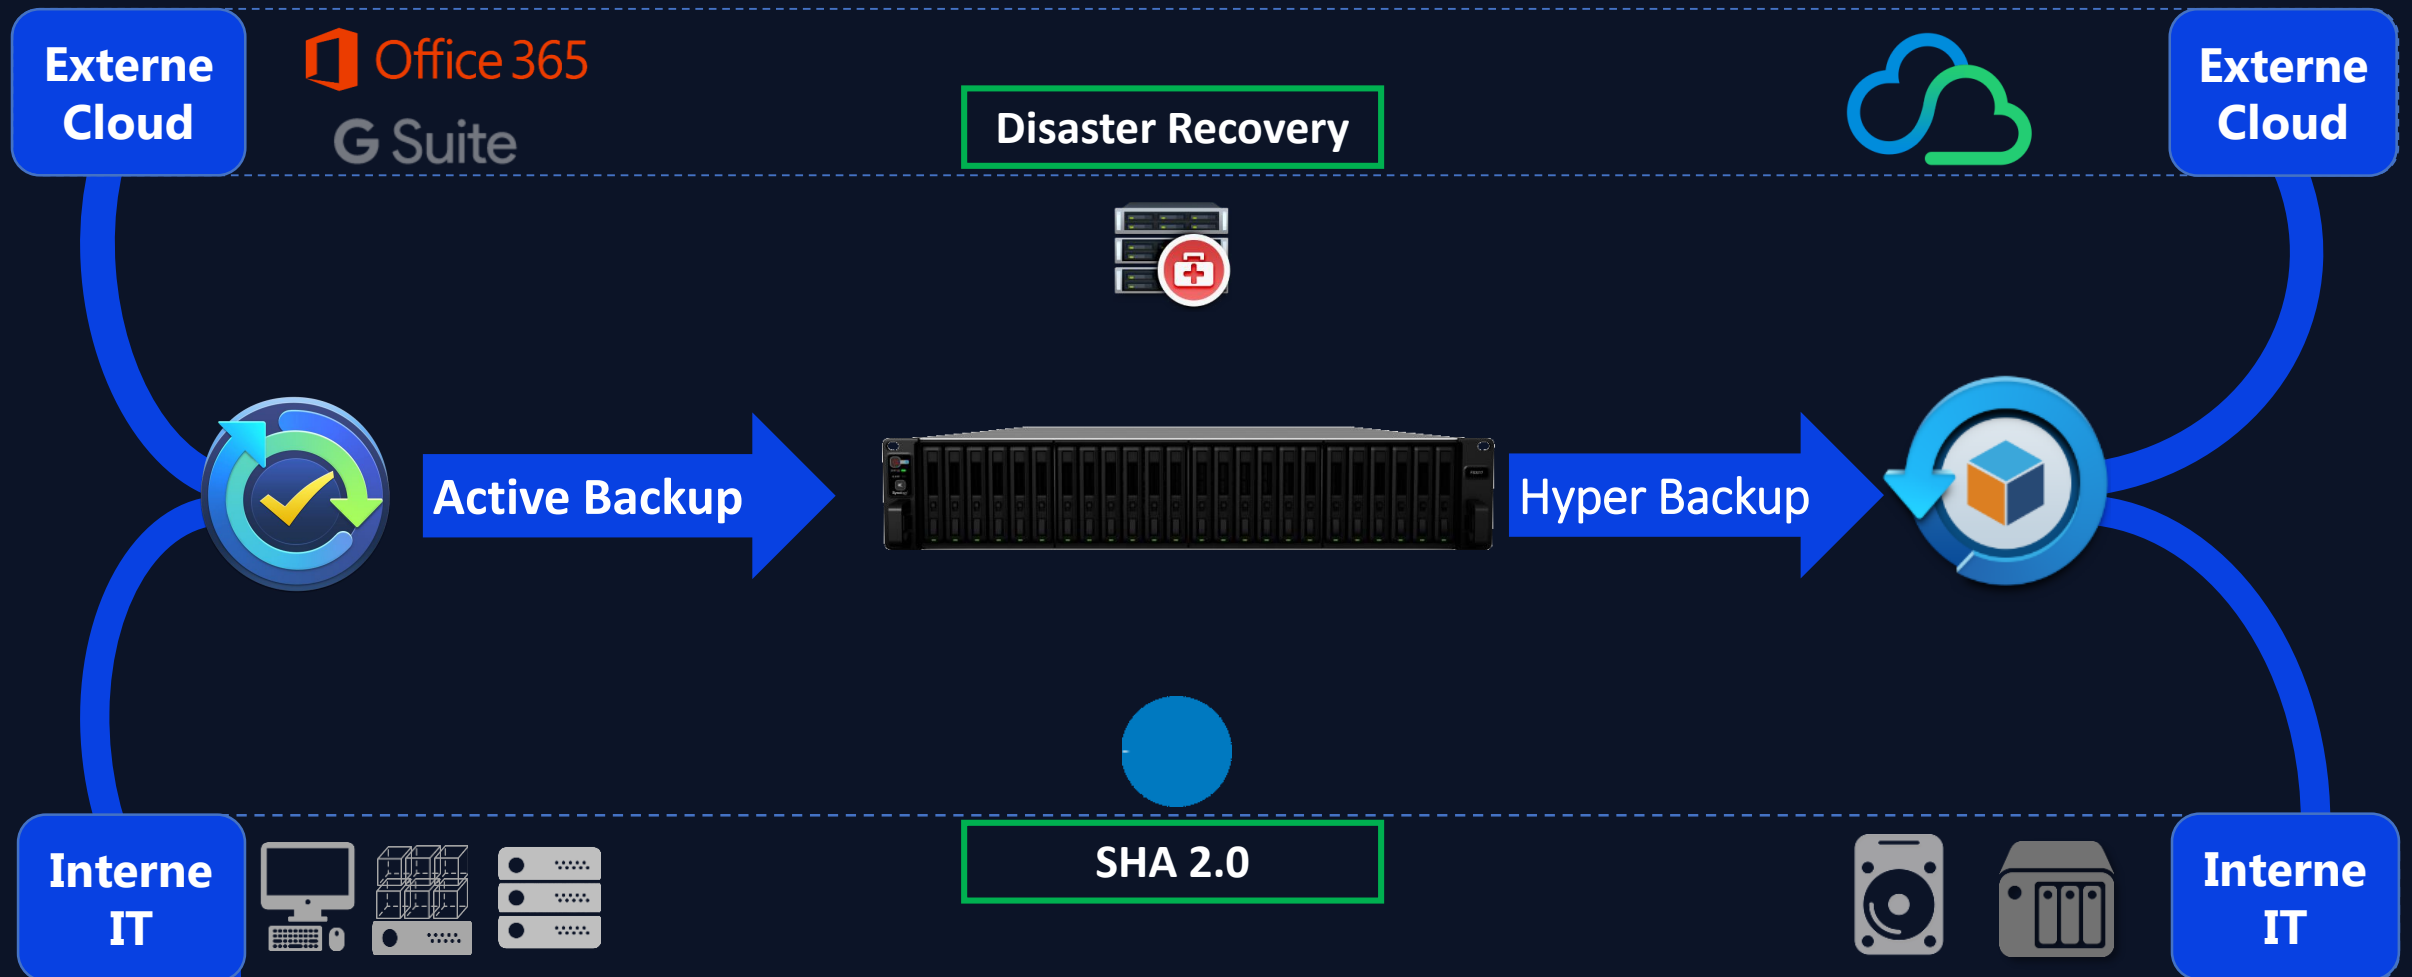 Externe
Cloud
Office 365
G Suite
Disaster Recovery
Externe
Cloud
Active Backup
Hyper Backup
Interne
IT
SHA 2.0
Interne
IT